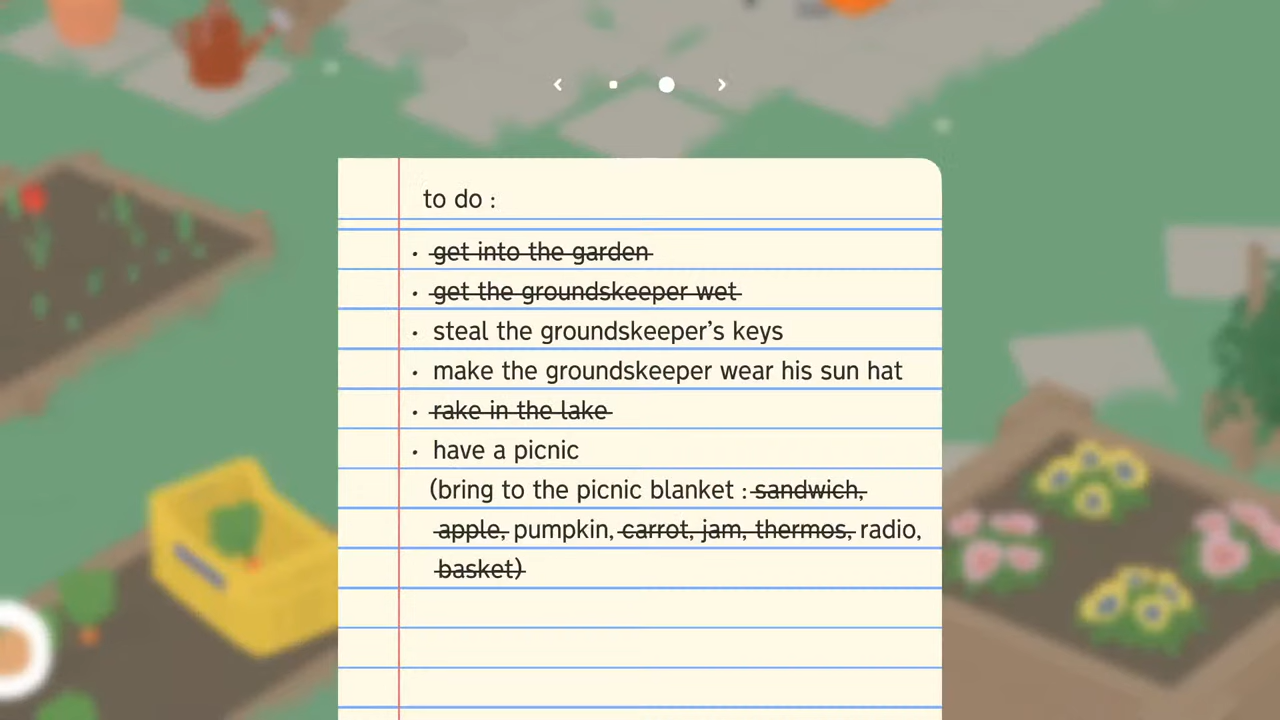 to do :
· get into the garden
· get the groundskeeper wet
· steal the groundskeeper’s keys
· make the groundskeeper wear his sun hat
· rake in the lake
· have a picnic
(bring to the picnic blanket : sandwich,
apple, pumpkin, carrot, jam, thermos, radio,
basket)